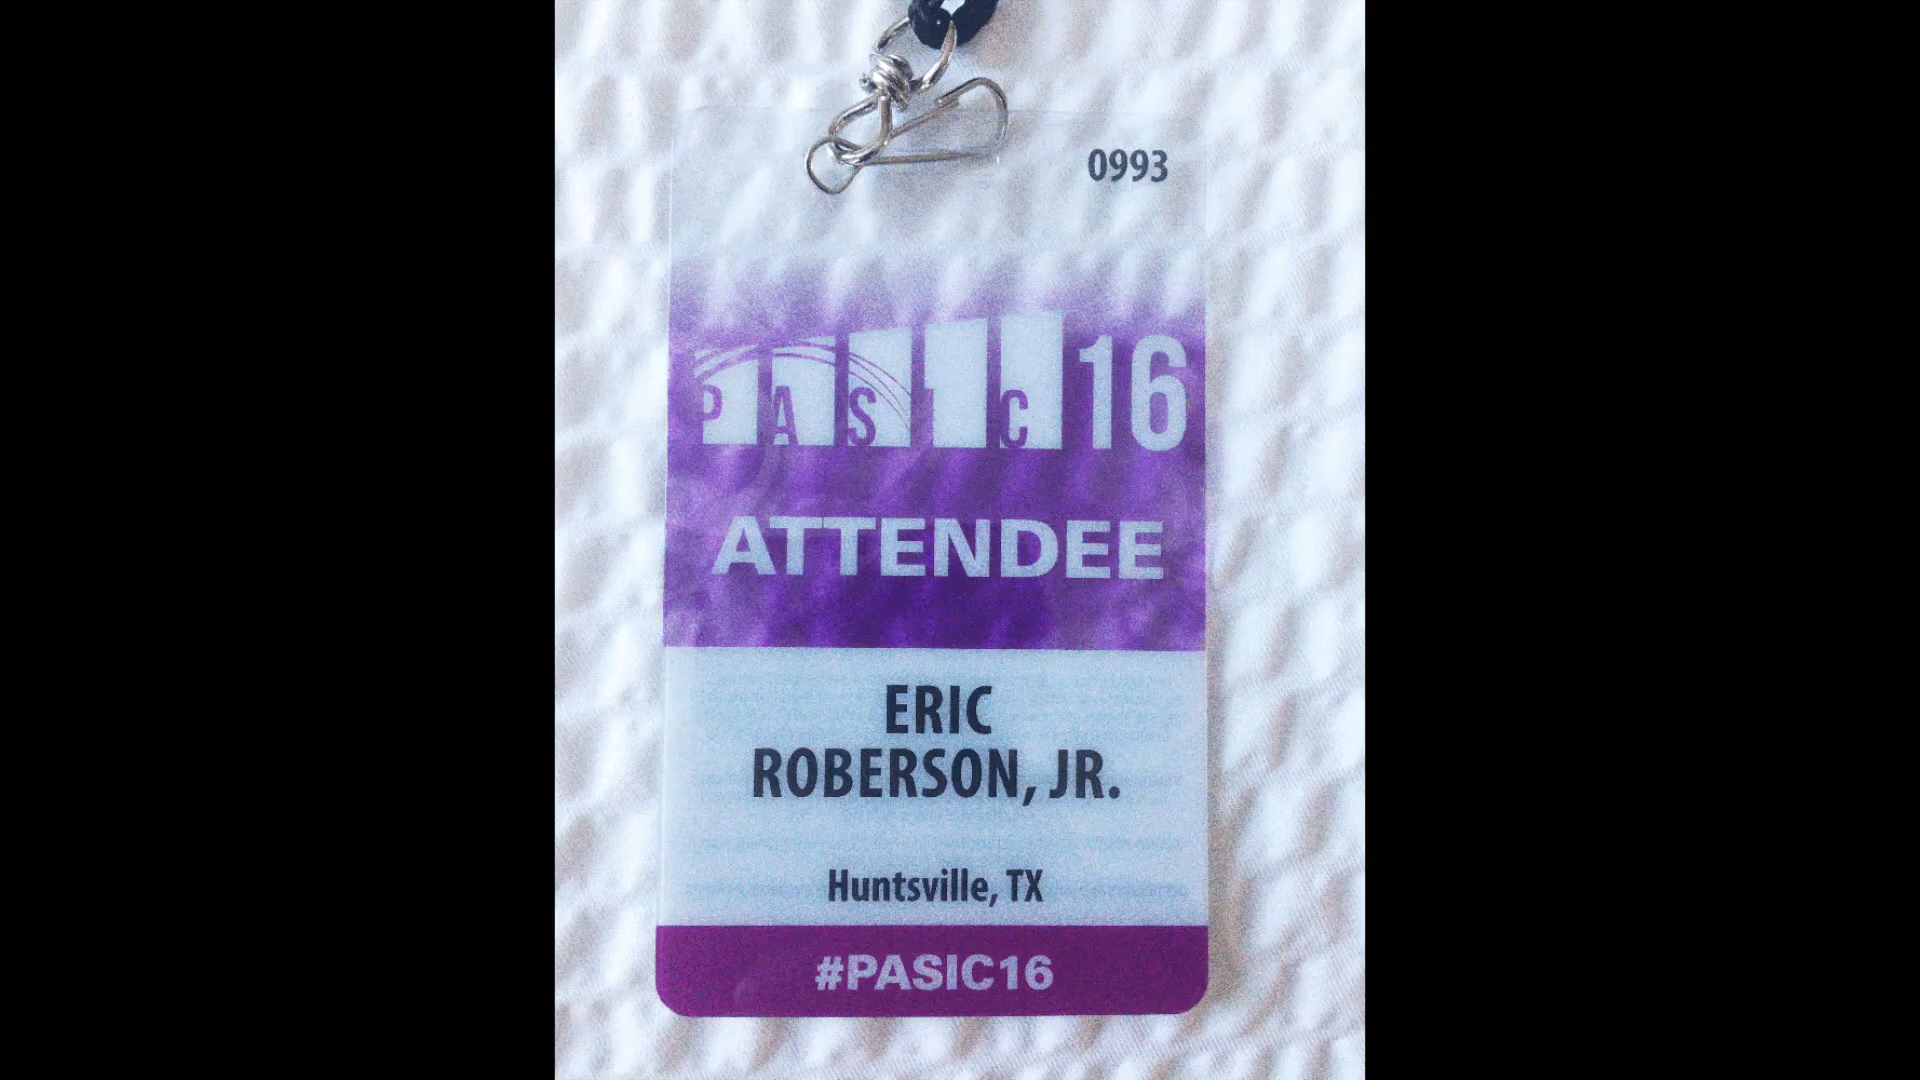 0993
PASIC 16
ATTENDEE
ERIC
ROBERSON, JR.
Huntsville, TX
#PASIC16